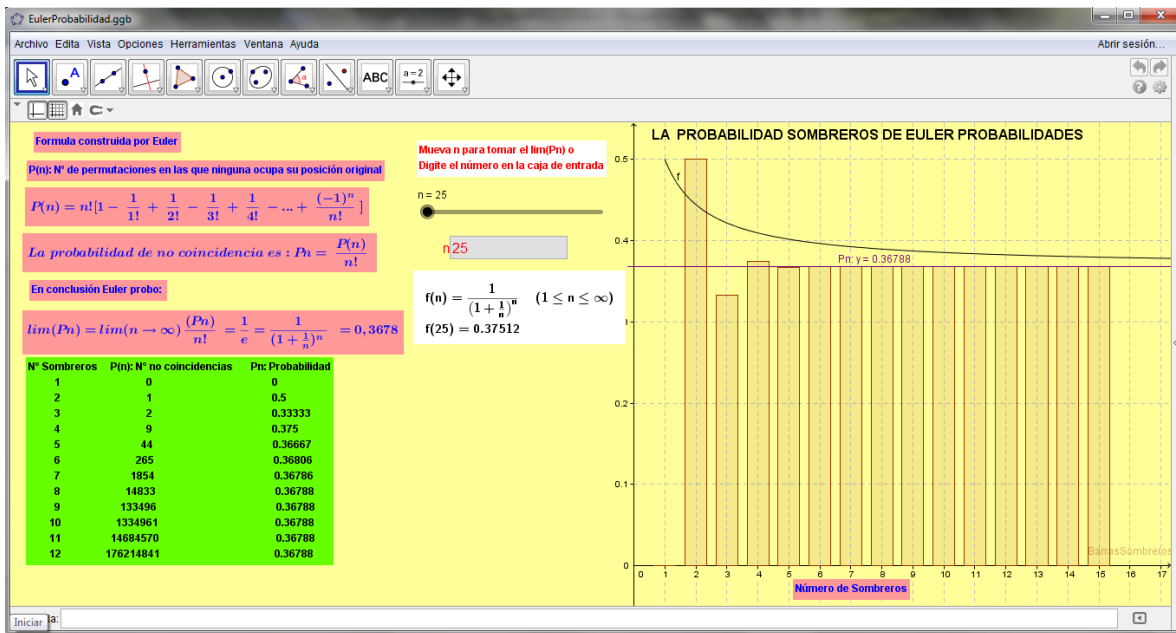 EulerProbabilidad.ggb
Archivo Edita Vista Opciones Herramientas Ventana Ayuda
Abrir sesión...
A
ABC
a=2
Formula construida por Euler
P(n): N° de permutaciones en las que ninguna ocupa su posición original
P(n) = n![1 − 1/1! + 1/2! − 1/3! + 1/4! − ... + (−1)^n/n! ]
La probabilidad de no coincidencia es : Pn = P(n)/n!
En conclusión Euler probo:
lim(Pn) = lim(n → ∞) (Pn)/n! = 1/e = 1/(1 + 1/n)^n = 0,3678
N° Sombreros P(n): N° no coincidencias Pn: Probabilidad
1 0 0
2 1 0.5
3 2 0.33333
4 9 0.375
5 44 0.36667
6 265 0.36806
7 1854 0.36786
8 14833 0.36788
9 133496 0.36788
10 1334961 0.36788
11 14684570 0.36788
12 176214841 0.36788
Mueva n para tomar el lim(Pn) o
Digite el número en la caja de entrada
n = 25
n 25
f(n) = 1/(1 + 1/n)^n (1 ≤ n ≤ ∞)
f(25) = 0.37512
LA PROBABILIDAD SOMBREROS DE EULER PROBABILIDADES
0.5
f
0.4
Pn: y = 0.36788
0.2
0.1
BarrasSombreros
0
0 1 2 3 4 5 6 7 8 9 10 11 12 13 14 15 16 17
Número de Sombreros
Iniciar